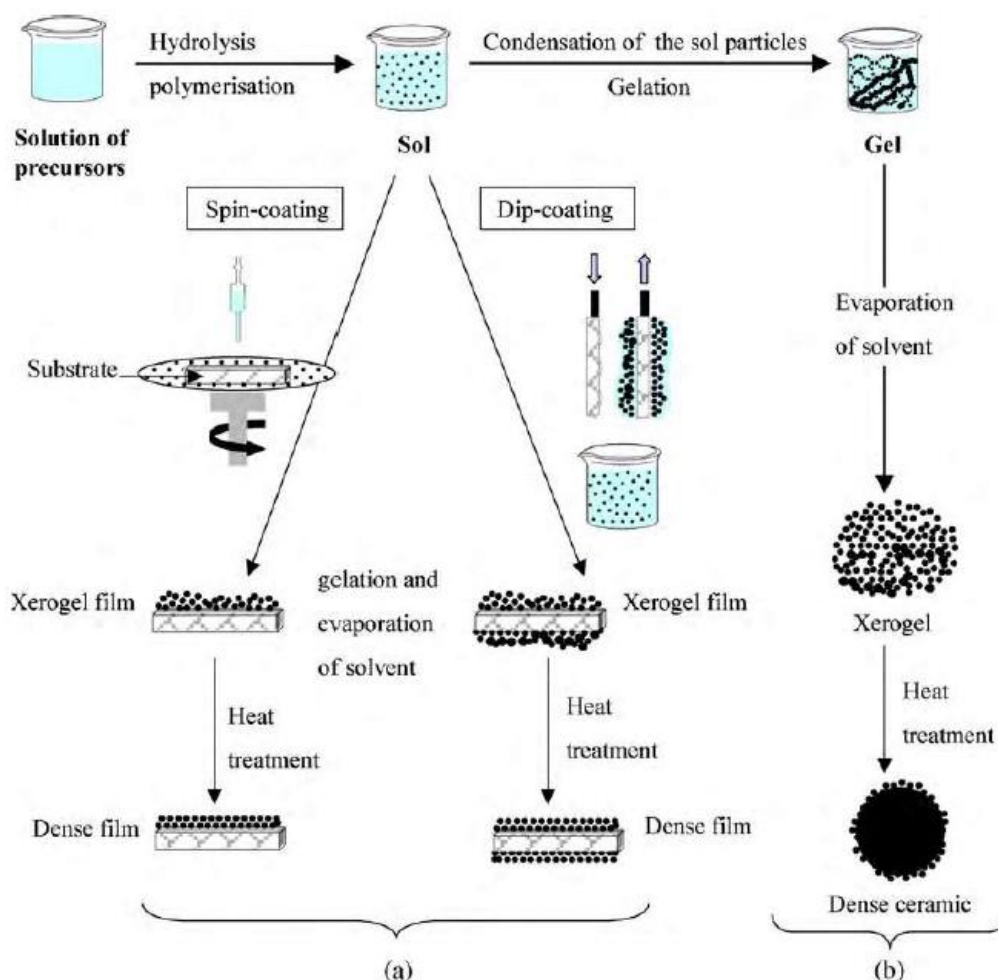 Hydrolysis
polymerisation
Condensation of the sol particles
Gelation
Solution of
precursors
Sol
Gel
Spin-coating
Dip-coating
Substrate
Evaporation
of solvent
Xerogel film
gelation and
evaporation
of solvent
Xerogel film
Xerogel
Heat
treatment
Heat
treatment
Heat
treatment
Dense film
Dense film
Dense ceramic
(a)
(b)